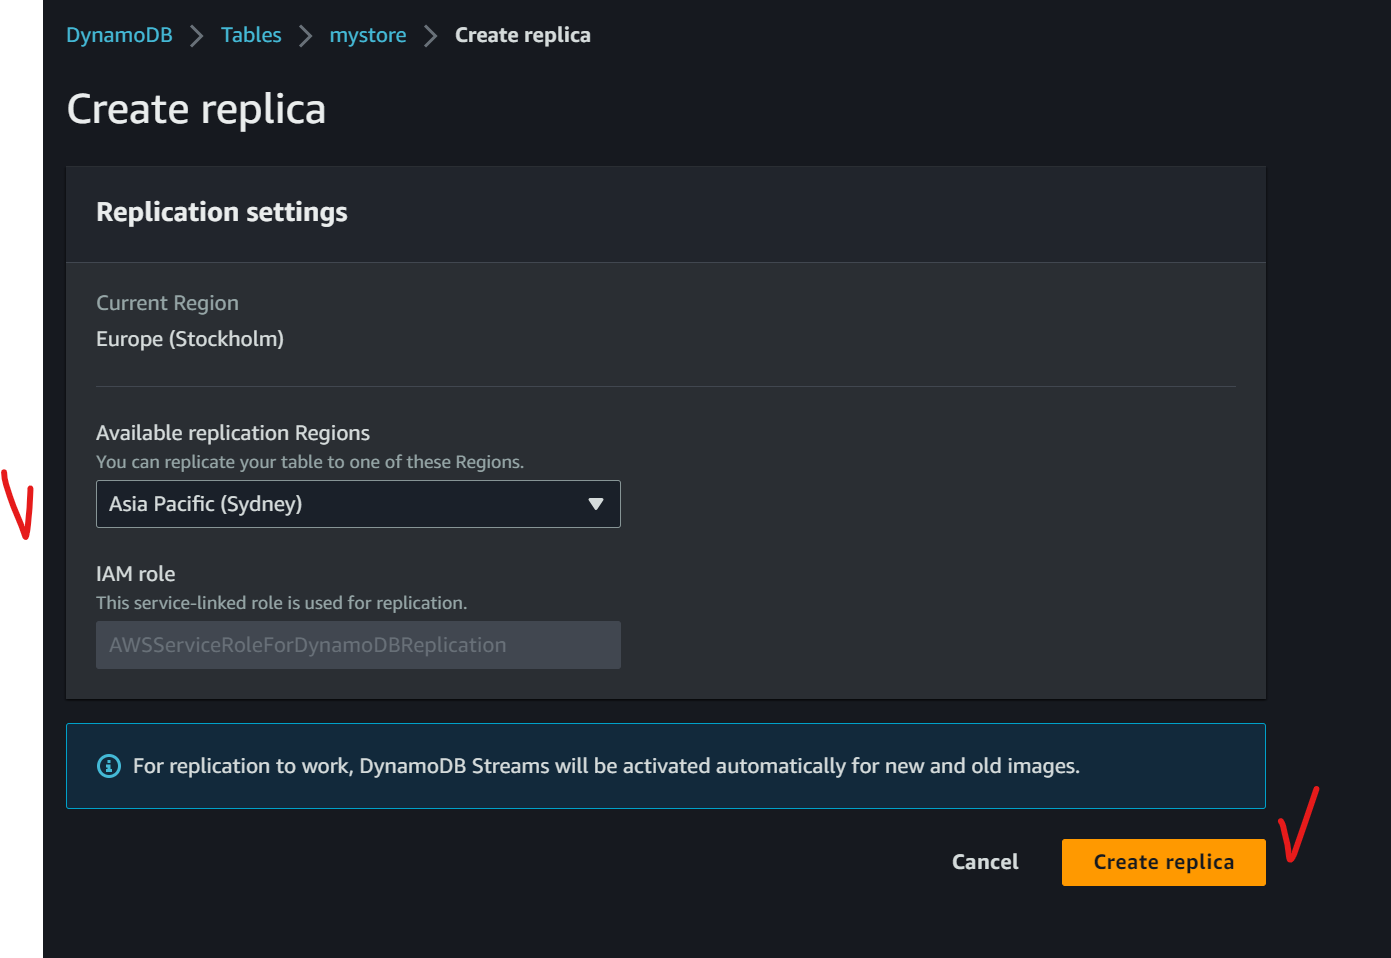 DynamoDB > Tables > mystore > Create replica
Create replica
Replication settings
Current Region
Europe (Stockholm)
Available replication Regions
You can replicate your table to one of these Regions.
Asia Pacific (Sydney)
IAM role
This service-linked role is used for replication.
AWSServiceRoleForDynamoDBReplication
For replication to work, DynamoDB Streams will be activated automatically for new and old images.
Cancel Create replica